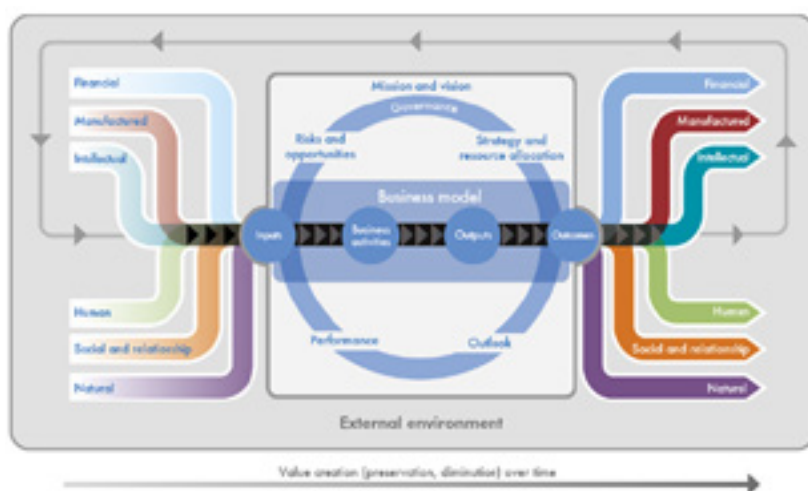 Financial
Manufactured
Intellectual
Human
Social and relationship
Natural
Mission and vision
Governance
Risks and
opportunities
Strategy and
resource allocation
Business model
Inputs
Business
activities
Outputs
Outcomes
Performance
Outlook
Financial
Manufactured
Intellectual
Human
Social and relationship
Natural
External environment
Value creation (preservation, diminution) over time